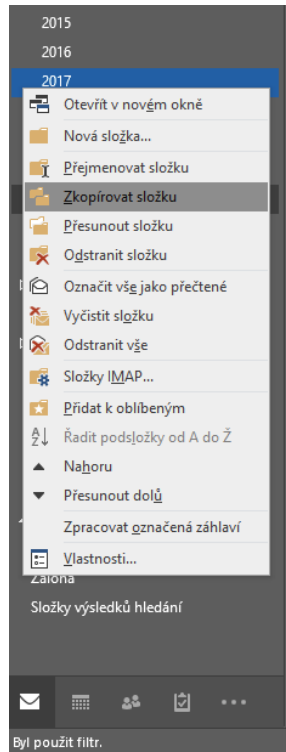 2015
2016
2017
Otevřít v novém okně
Nová složka...
Přejmenovat složku
Zkopírovat složku
Přesunout složku
Odstranit složku
Označit vše jako přečtené
Vyčistit složku
Odstranit vše
Složky IMAP...
Přidat k oblíbeným
Řadit podsložky od A do Ž
Nahoru
Přesunout dolů
Zpracovat označená záhlaví
Vlastnosti...
Záloha
Složky výsledků hledání
Byl použit filtr.